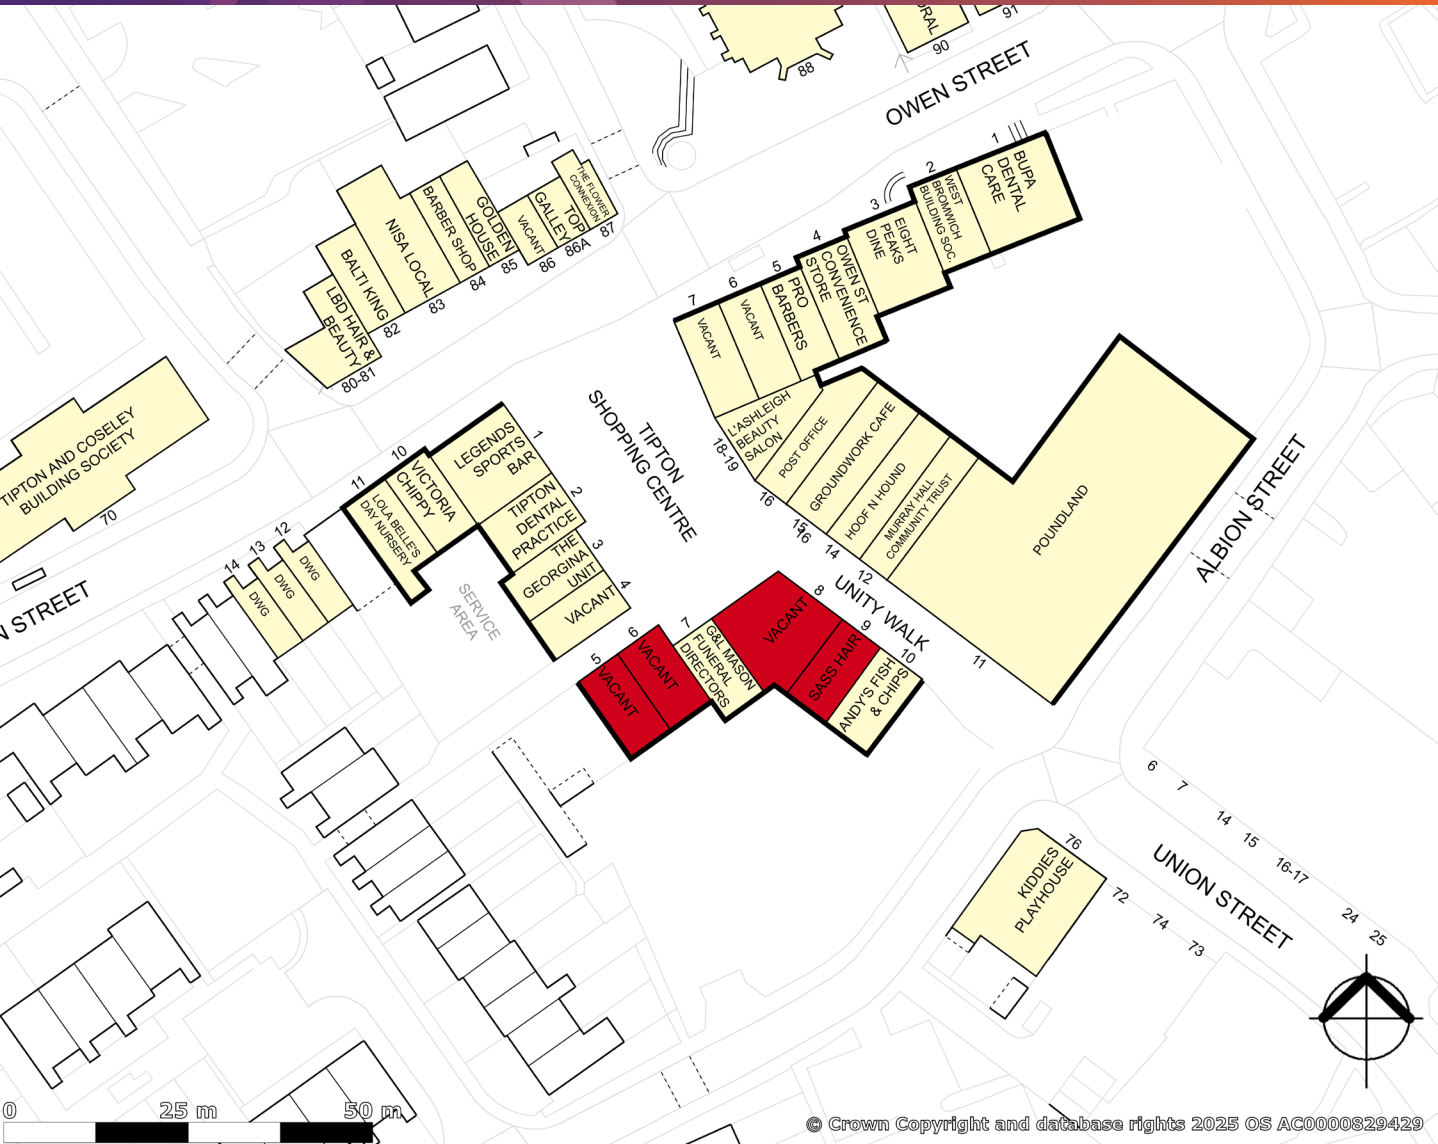 91
ORAL
90
88
OWEN STREET
1
BUPA
DENTAL
CARE
2
WEST
BROMWICH
BUILDING SOC.
3
EIGHT
PEAKS
DINE
4
OWEN ST
CONVENIENCE
STORE
5
PRO
BARBERS
6
VACANT
7
VACANT
THE FLOWER
CONNEXION
87
TOP
GALLEY
86A
VACANT
86
GOLDEN
HOUSE
85
BARBER SHOP
84
NISA LOCAL
83
BALTI KING
82
LBD HAIR &
BEAUTY
80-81
TIPTON AND COSELEY
BUILDING SOCIETY
70
N STREET
TIPTON
SHOPPING CENTRE
L'ASHLEIGH
BEAUTY
SALON
18-19
POST OFFICE
16
GROUNDWORK CAFE
15
16
HOOF N HOUND
14
MURRAY HALL
COMMUNITY TRUST
12
POUNDLAND
11
ALBION STREET
UNITY WALK
1
LEGENDS
SPORTS
BAR
10
VICTORIA
CHIPPY
11
LOLA BELLE'S
DAY NURSERY
2
TIPTON
DENTAL
PRACTICE
3
THE
GEORGINA
UNIT
4
VACANT
SERVICE
AREA
12
DWG
13
DWG
14
DWG
5
VACANT
6
VACANT
7
G&L MASON
FUNERAL
DIRECTORS
8
VACANT
9
SASS HAIR
10
ANDY'S FISH
& CHIPS
6
7
14
15
16-17
24
25
UNION STREET
76
KIDDIES
PLAYHOUSE
72
74
73
0
25 m
50 m
© Crown Copyright and database rights 2025 OS AC0000829429